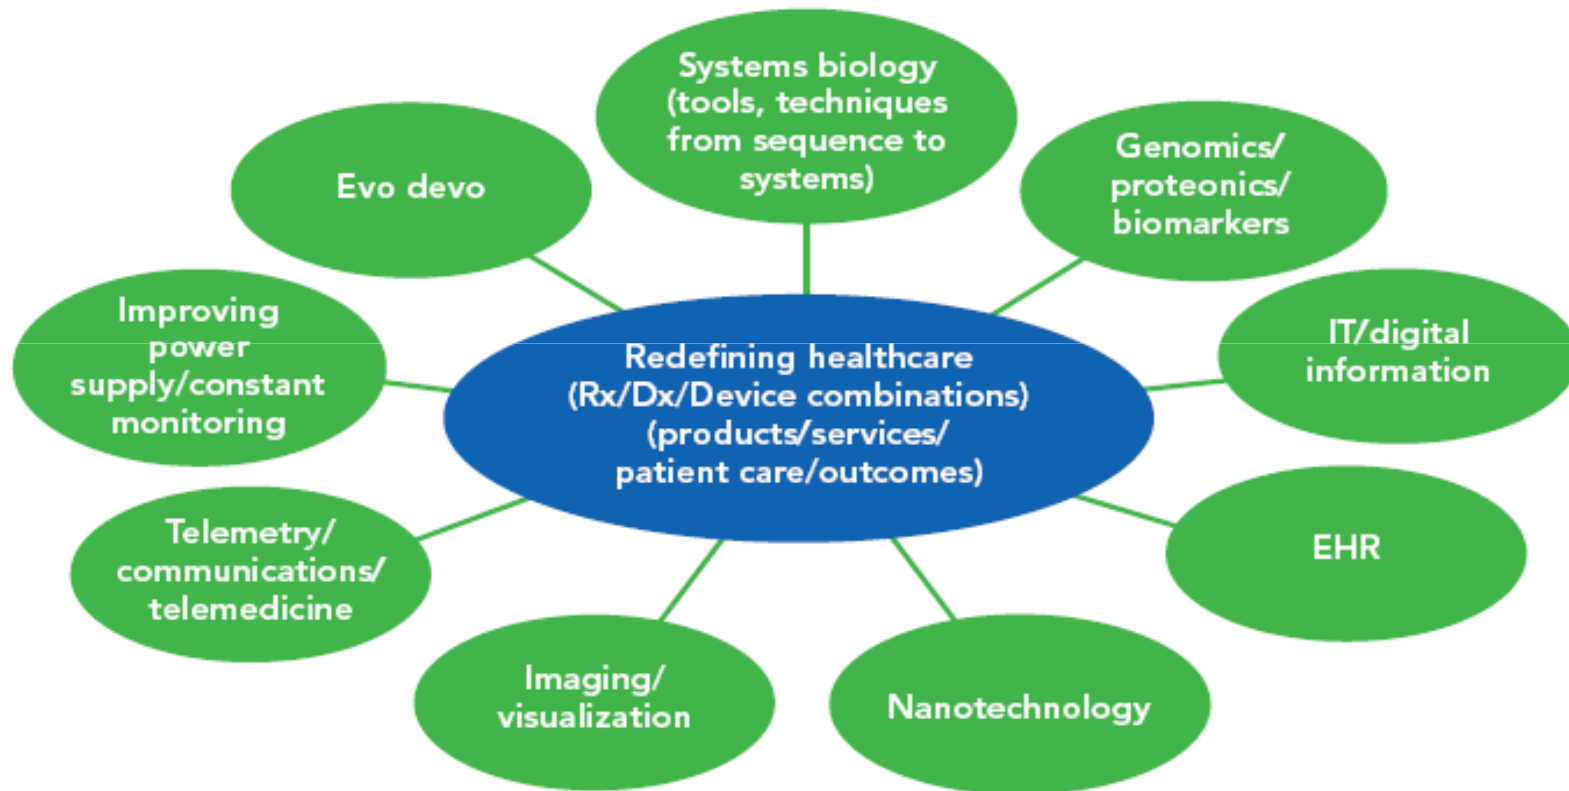 Systems biology
(tools, techniques
from sequence to
systems)
Genomics/
proteonics/
biomarkers
Evo devo
Improving
power
supply/constant
monitoring
IT/digital
information
Redefining healthcare
(Rx/Dx/Device combinations)
(products/services/
patient care/outcomes)
Telemetry/
communications/
telemedicine
EHR
Imaging/
visualization
Nanotechnology